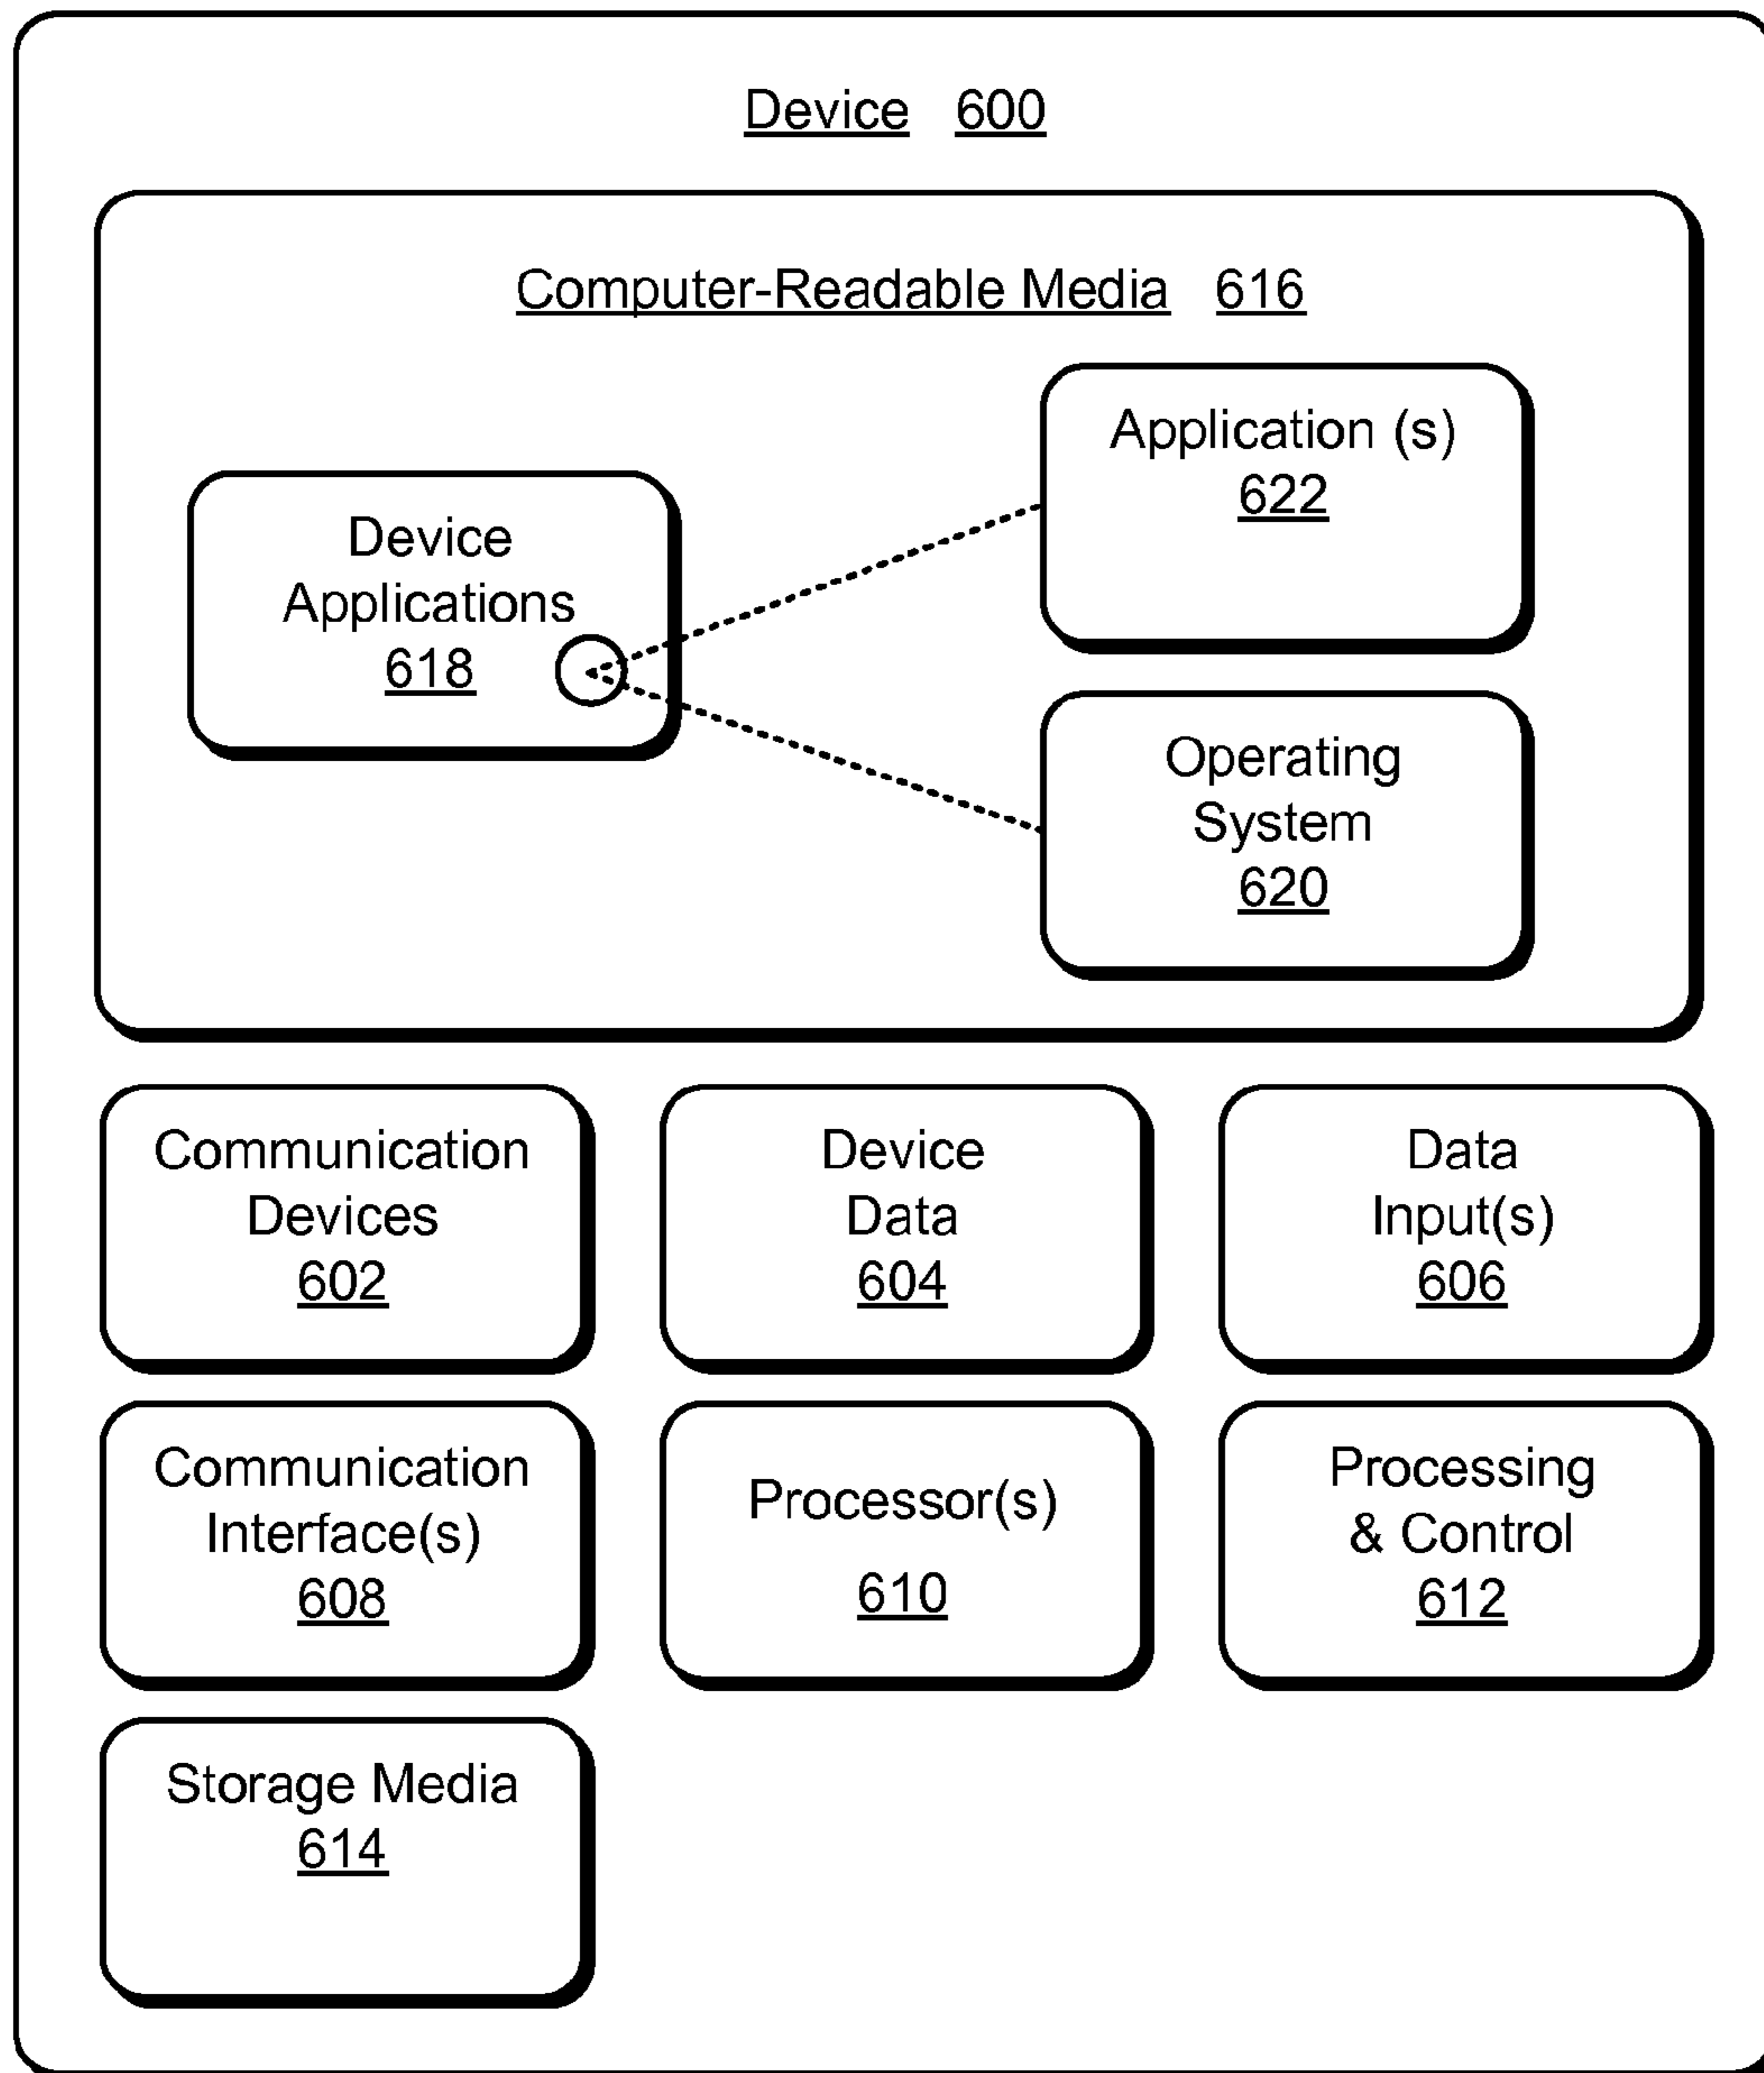 Device 600
Computer-Readable Media 616
Device
Applications
618
Application (s)
622
Operating
System
620
Communication
Devices
602
Device
Data
604
Data
Input(s)
606
Communication
Interface(s)
608
Processor(s)
610
Processing
& Control
612
Storage Media
614